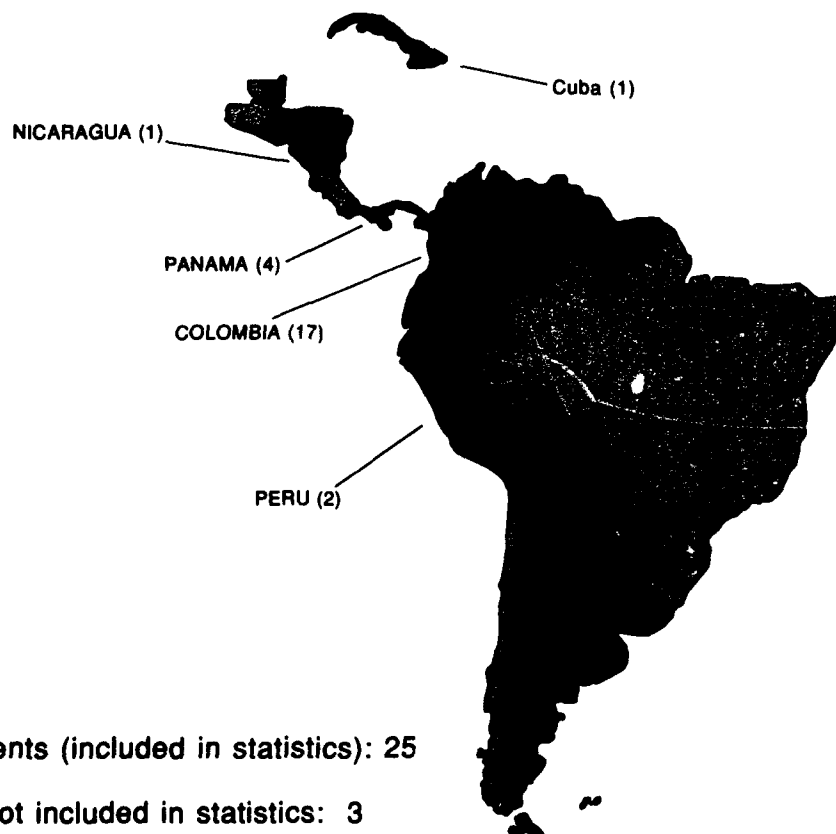 Cuba (1)
NICARAGUA (1)
PANAMA (4)
COLOMBIA (17)
PERU (2)
ents (included in statistics): 25
ot included in statistics: 3